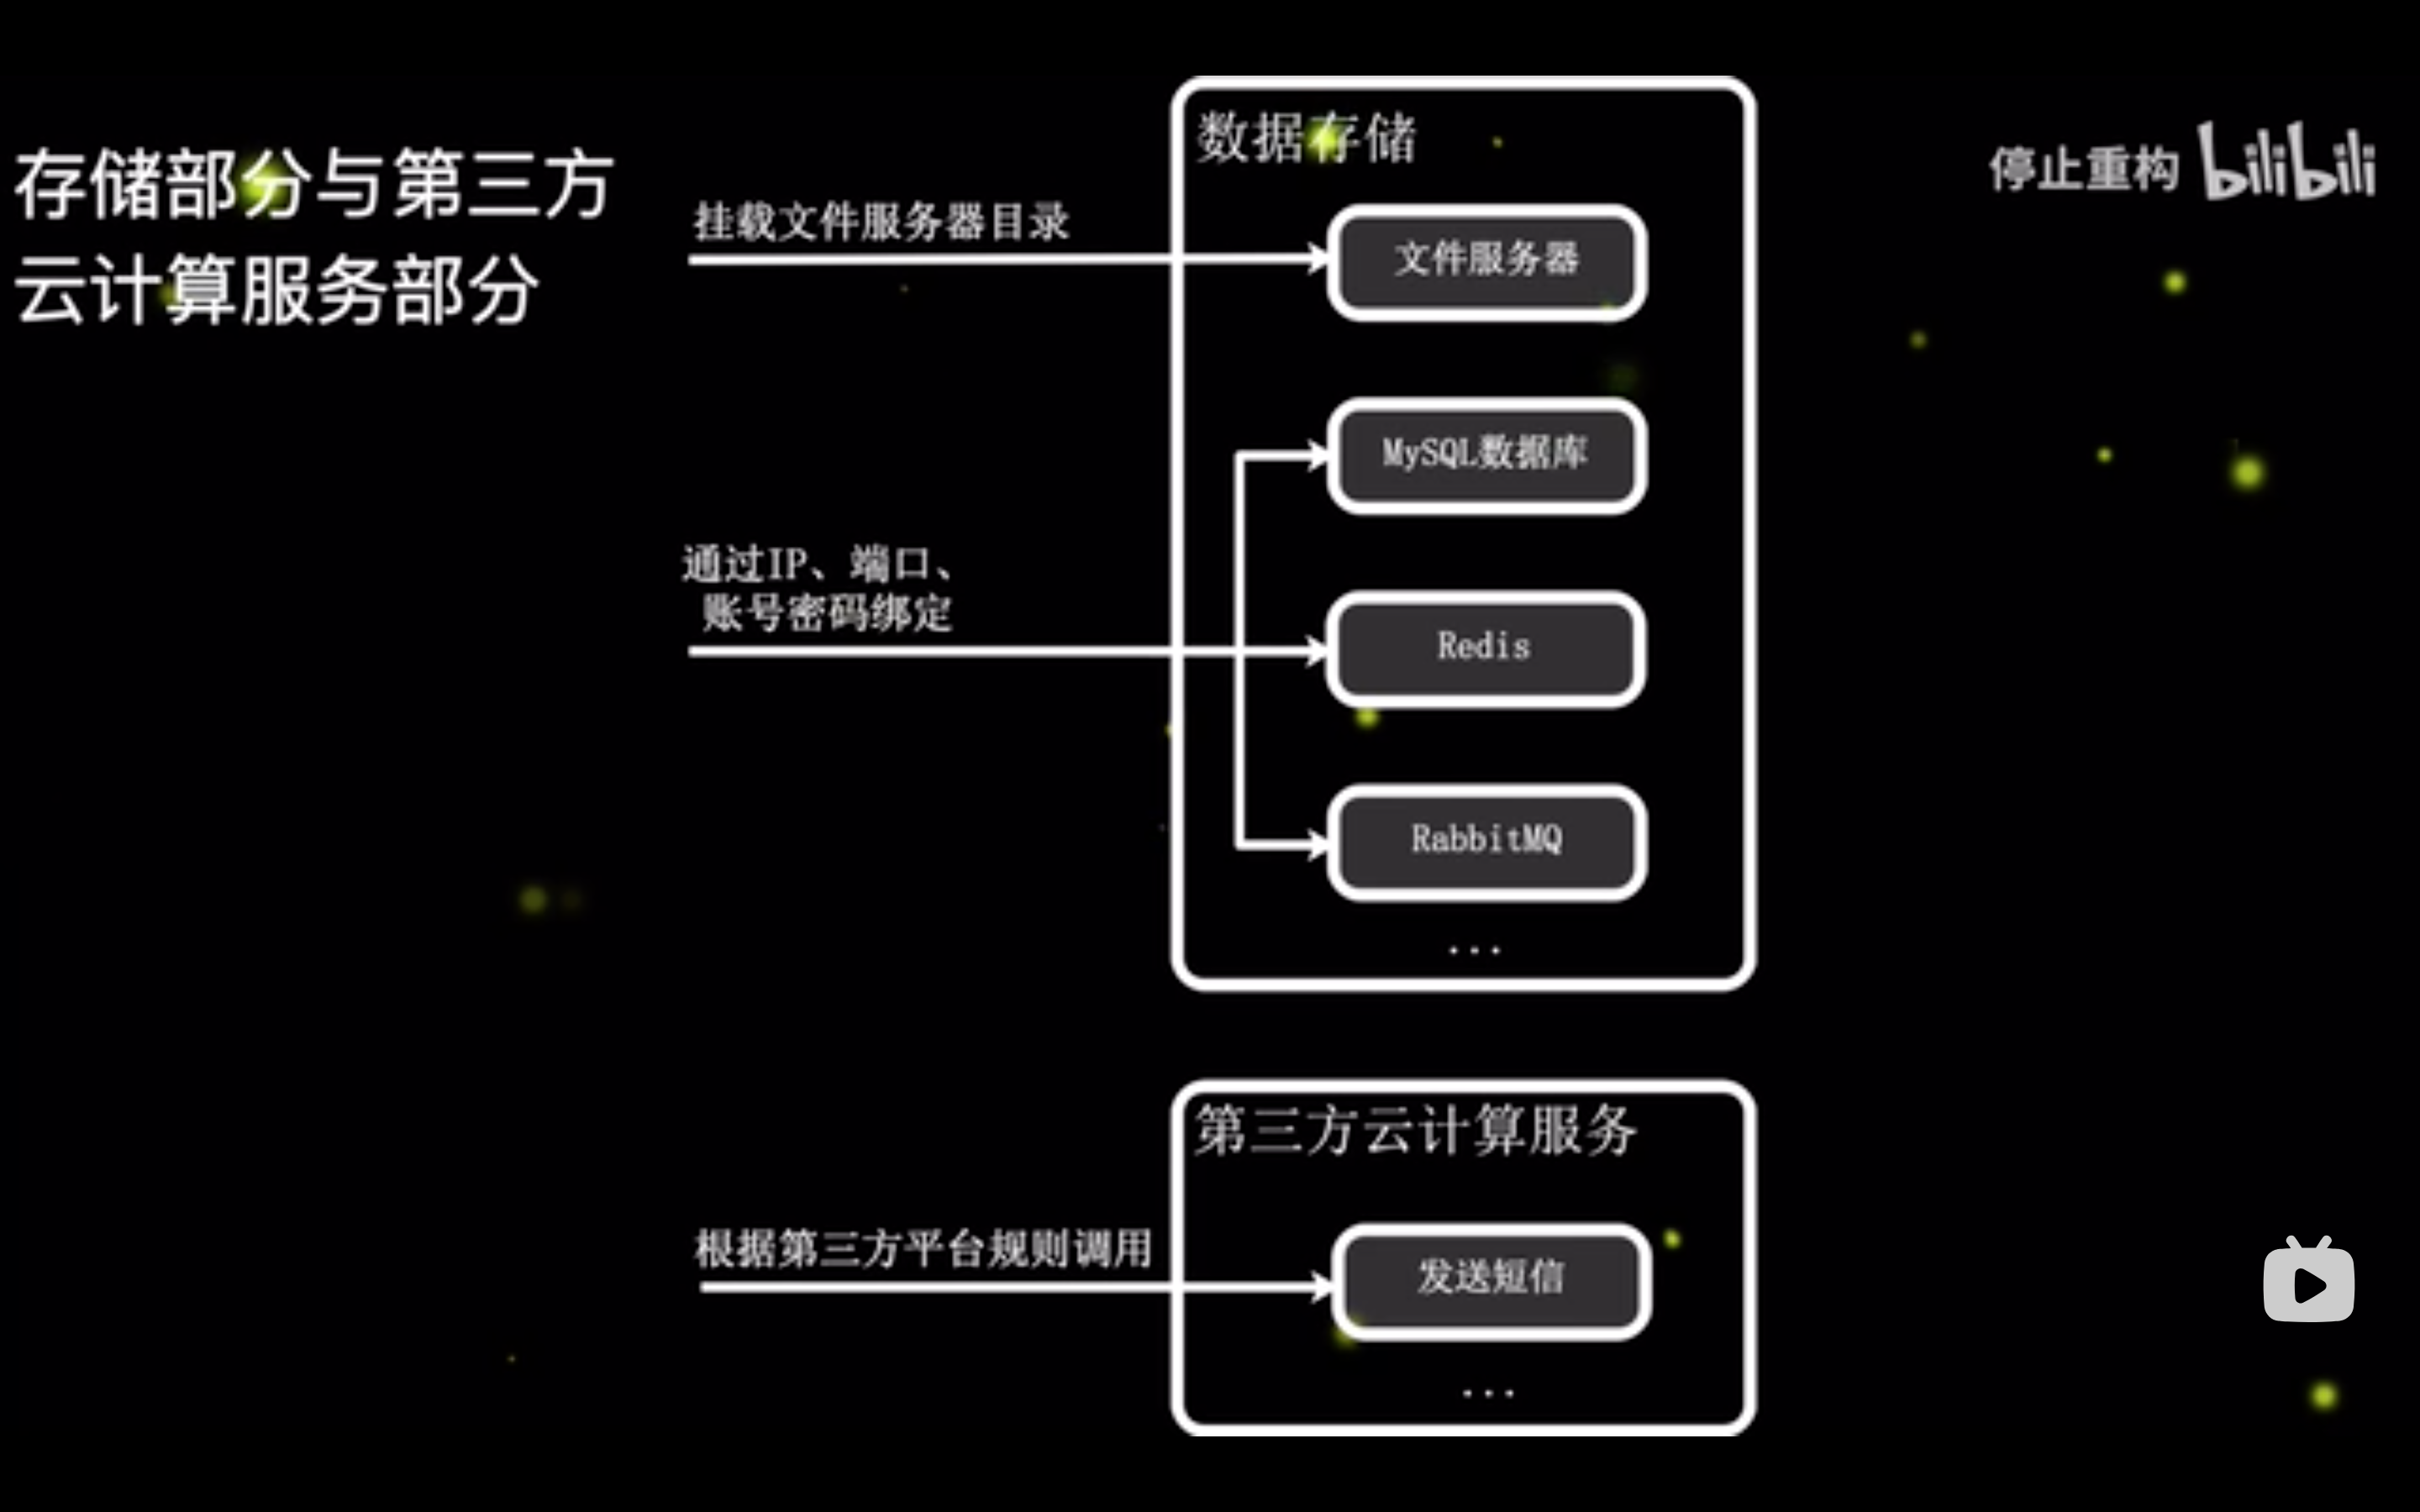 存储部分与第三方
云计算服务部分
停止重构 bilibili
数据存储
挂载文件服务器目录
文件服务器
MySQL数据库
通过IP、端口、
账号密码绑定
Redis
RabbitMQ
...
第三方云计算服务
根据第三方平台规则调用
发送短信
...